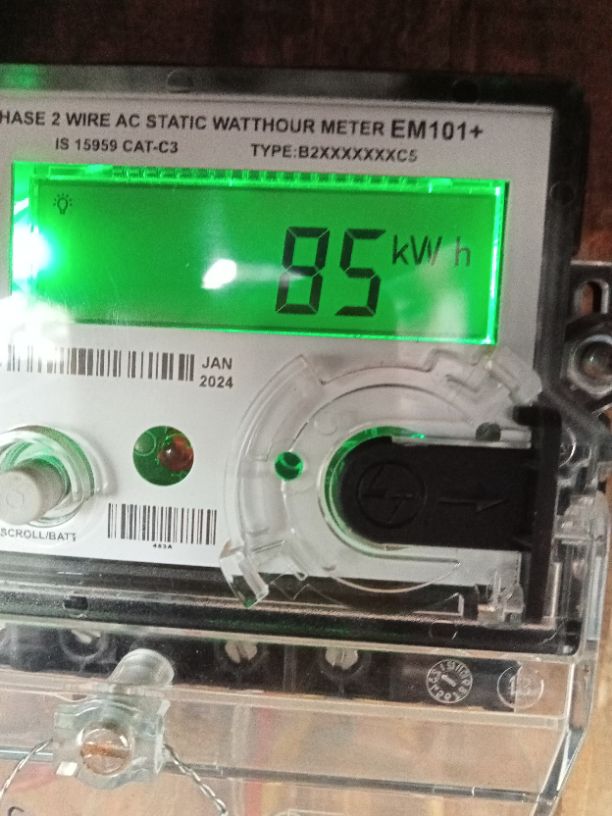 HASE 2 WIRE AC STATIC WATTHOUR METER EM101+
IS 15959 CAT-C3 TYPE:B2XXXXXXXC5
85 kWh
JAN
2024
SCROLL/BATT